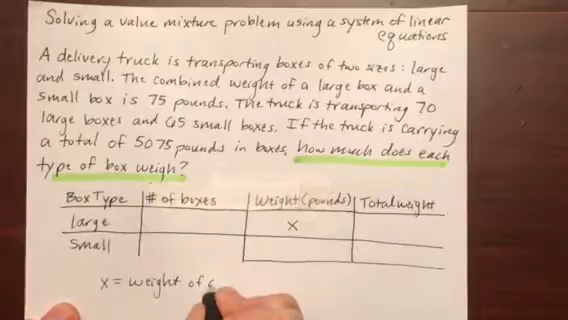 Solving a value mixture problem using a system of linear
equations
A delivery truck is transporting boxes of two sizes: large
and small. The combined weight of a large box and a
small box is 75 pounds. The truck is transporting 70
large boxes and 65 small boxes. If the truck is carrying
a total of 5075 pounds in boxes, how much does each
type of box weigh?
Box Type # of boxes Weight (pounds) Total weight
large x
Small
x = weight of